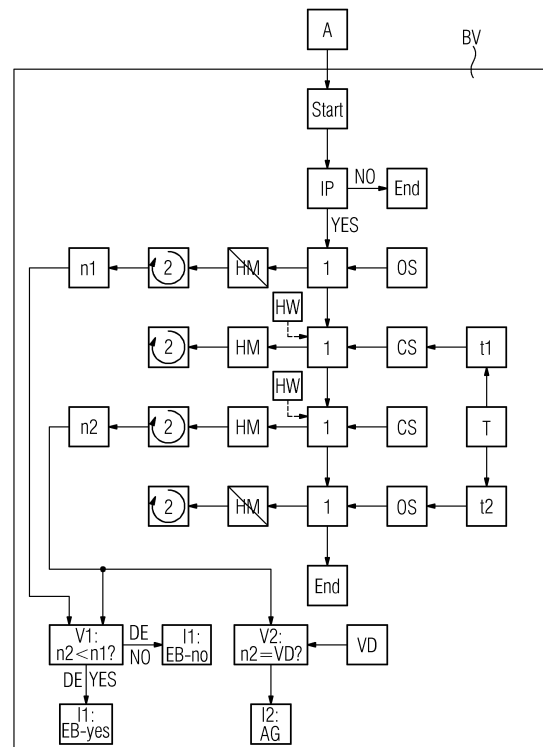 A
BV
Start
IP NO End
YES
n1 2 HM 1 OS
HW
2 HM 1 CS t1
HW
n2 2 HM 1 CS T
2 HM 1 OS t2
End
V1: DE I1: V2: VD
n2<n1? NO EB-no n2=VD?
DE YES
I1: I2:
EB-yes AG